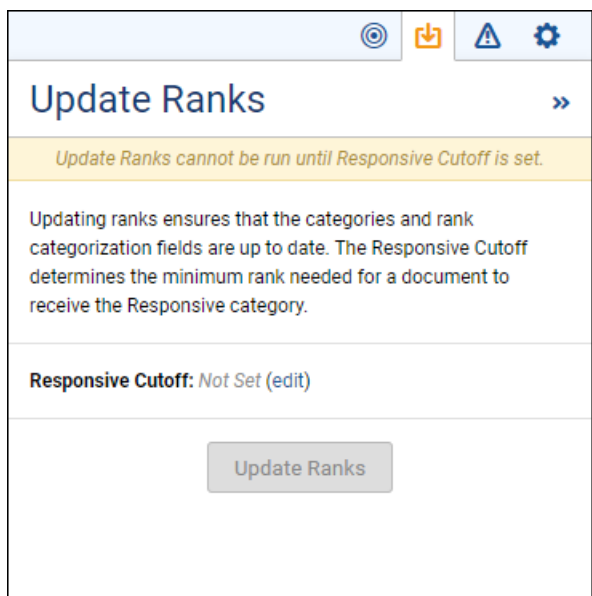 Update Ranks
»
Update Ranks cannot be run until Responsive Cutoff is set.
Updating ranks ensures that the categories and rank
categorization fields are up to date. The Responsive Cutoff
determines the minimum rank needed for a document to
receive the Responsive category.
Responsive Cutoff: Not Set (edit)
Update Ranks